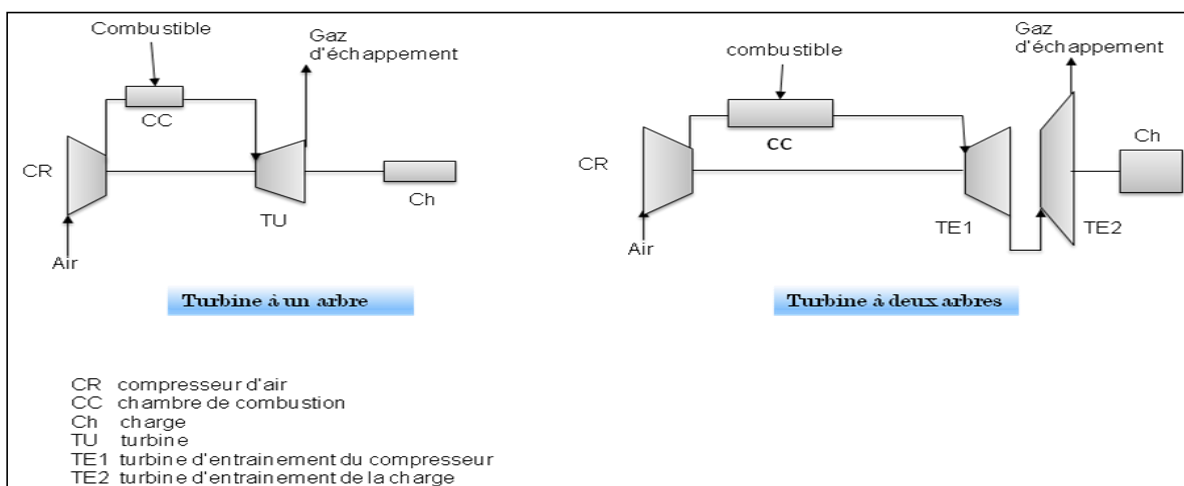 Combustible
Gaz
d'échappement
CC
CR
TU
Ch
Air
Turbine à un arbre
combustible
Gaz
d'échappement
CC
CR
Ch
Air
TE1
TE2
Turbine à deux arbres
CR compresseur d'air
CC chambre de combustion
Ch charge
TU turbine
TE1 turbine d'entrainement du compresseur
TE2 turbine d'entrainement de la charge